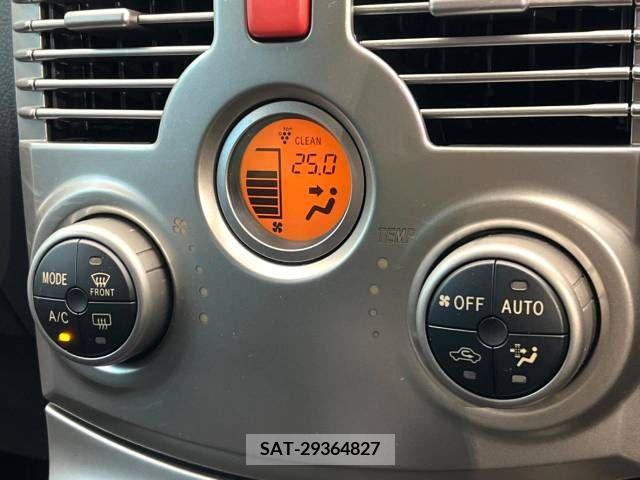 CLEAN
25.0
TEMP
MODE
FRONT
A/C
OFF
AUTO
SAT-29364827